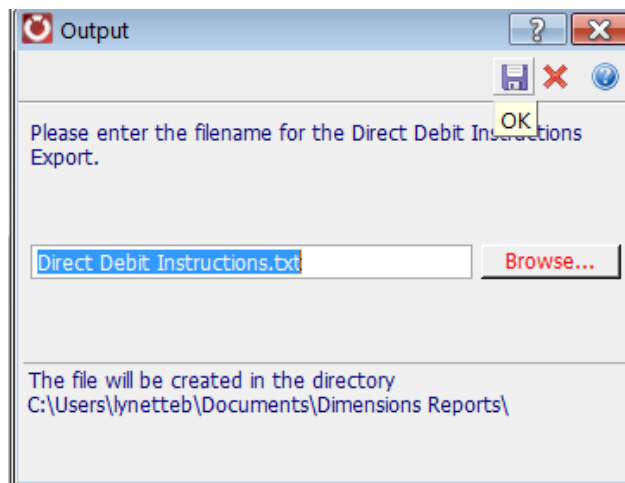 Output
OK
Please enter the filename for the Direct Debit Instructions
Export.
Direct Debit Instructions.txt
Browse...
The file will be created in the directory
C:\Users\lynetteb\Documents\Dimensions Reports\